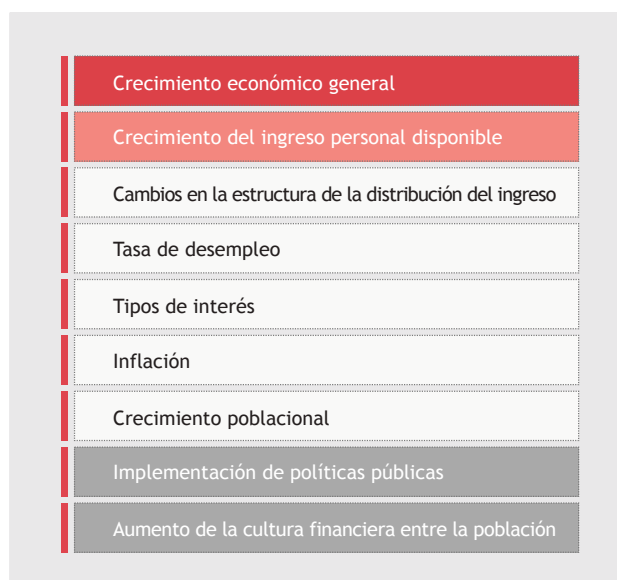 Crecimiento económico general
Crecimiento del ingreso personal disponible
Cambios en la estructura de la distribución del ingreso
Tasa de desempleo
Tipos de interés
Inflación
Crecimiento poblacional
Implementación de políticas públicas
Aumento de la cultura financiera entre la población